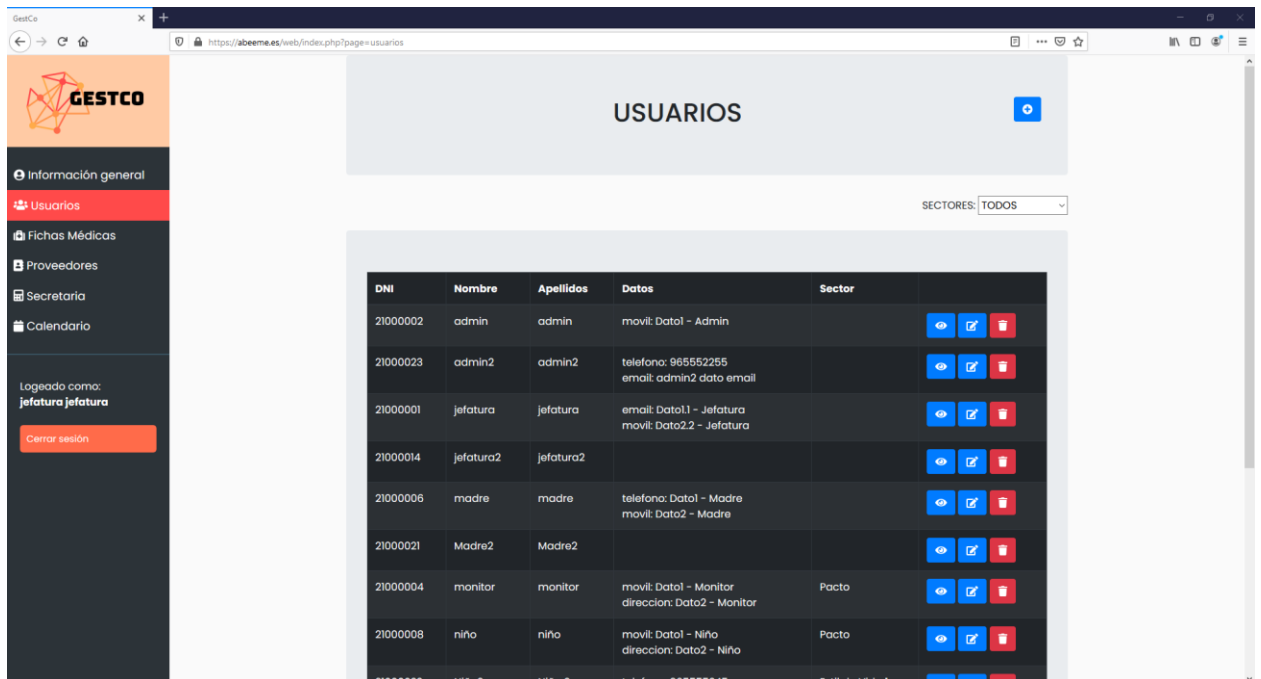 GestCo
https://abeeme.es/web/index.php?page=usuarios
GESTCO
Información general
Usuarios
Fichas Médicas
Proveedores
Secretaria
Calendario
Logeado como:
jefatura jefatura
Cerrar sesión
USUARIOS
SECTORES: TODOS
DNI Nombre Apellidos Datos Sector
21000002 admin admin movil: Dato1 - Admin
21000023 admin2 admin2 telefono: 965552255
email: admin2 dato email
21000001 jefatura jefatura email: Dato1.1 - Jefatura
movil: Dato2.2 - Jefatura
21000014 jefatura2 jefatura2
21000006 madre madre telefono: Dato1 - Madre
movil: Dato2 - Madre
21000021 Madre2 Madre2
21000004 monitor monitor movil: Dato1 - Monitor Pacto
direccion: Dato2 - Monitor
21000008 niño niño movil: Dato1 - Niño Pacto
direccion: Dato2 - Niño